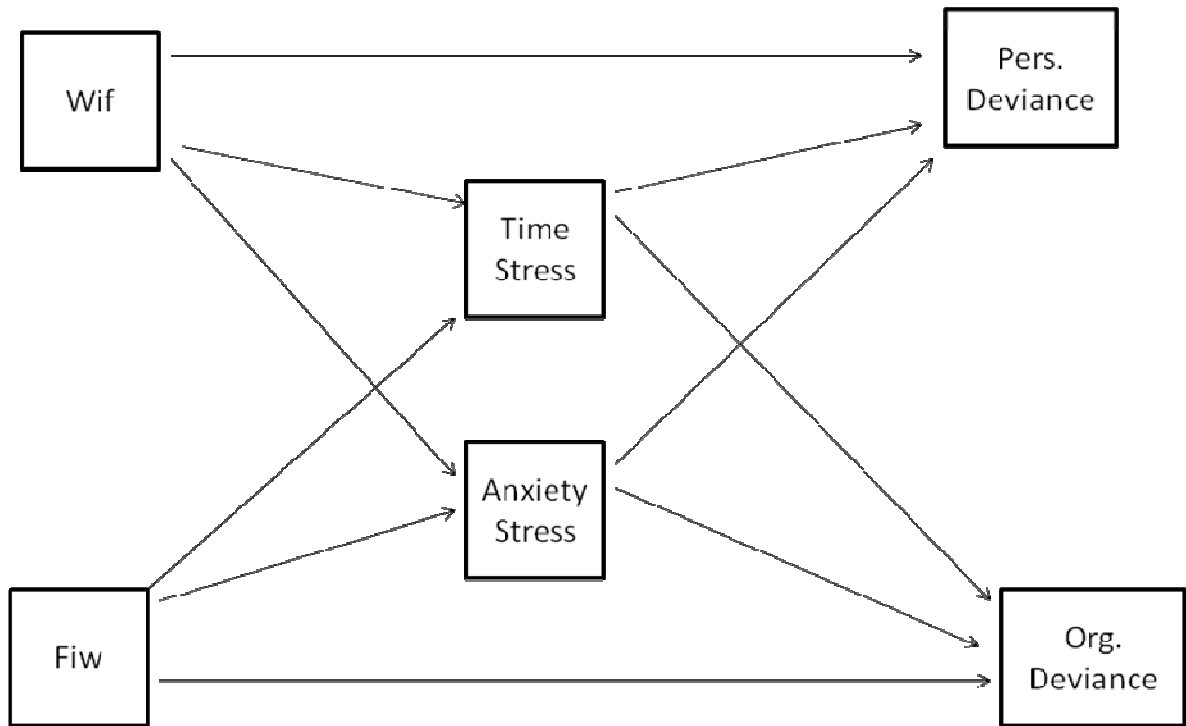 Wif
Pers.
Deviance
Time
Stress
Anxiety
Stress
Fiw
Org.
Deviance